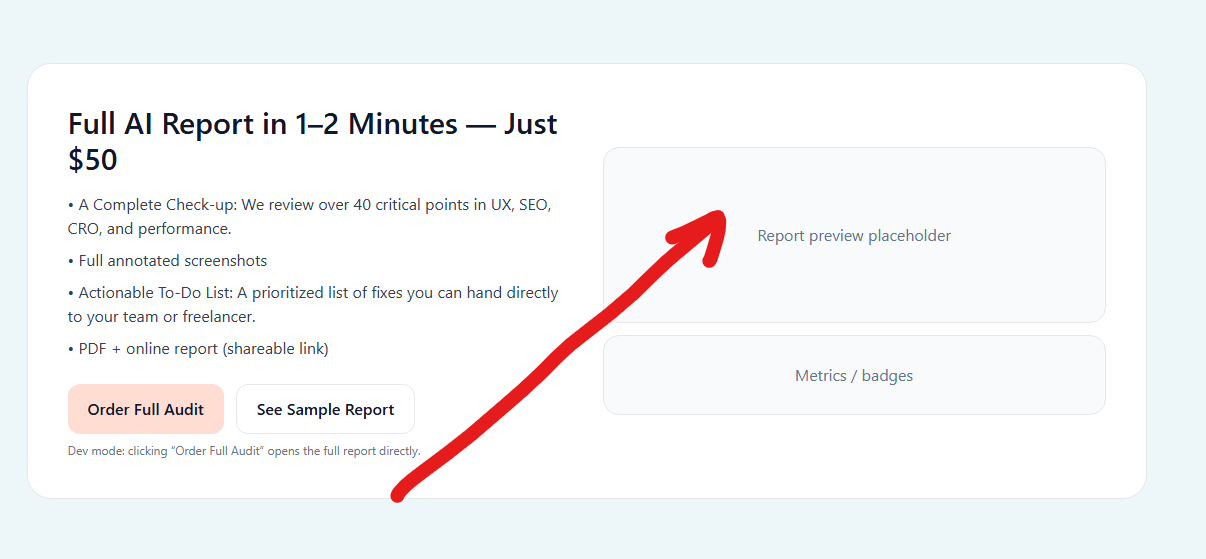 Full AI Report in 1–2 Minutes — Just
$50
• A Complete Check-up: We review over 40 critical points in UX, SEO,
CRO, and performance.
• Full annotated screenshots
• Actionable To-Do List: A prioritized list of fixes you can hand directly
to your team or freelancer.
• PDF + online report (shareable link)
Order Full Audit
See Sample Report
Dev mode: clicking “Order Full Audit” opens the full report directly.
Report preview placeholder
Metrics / badges